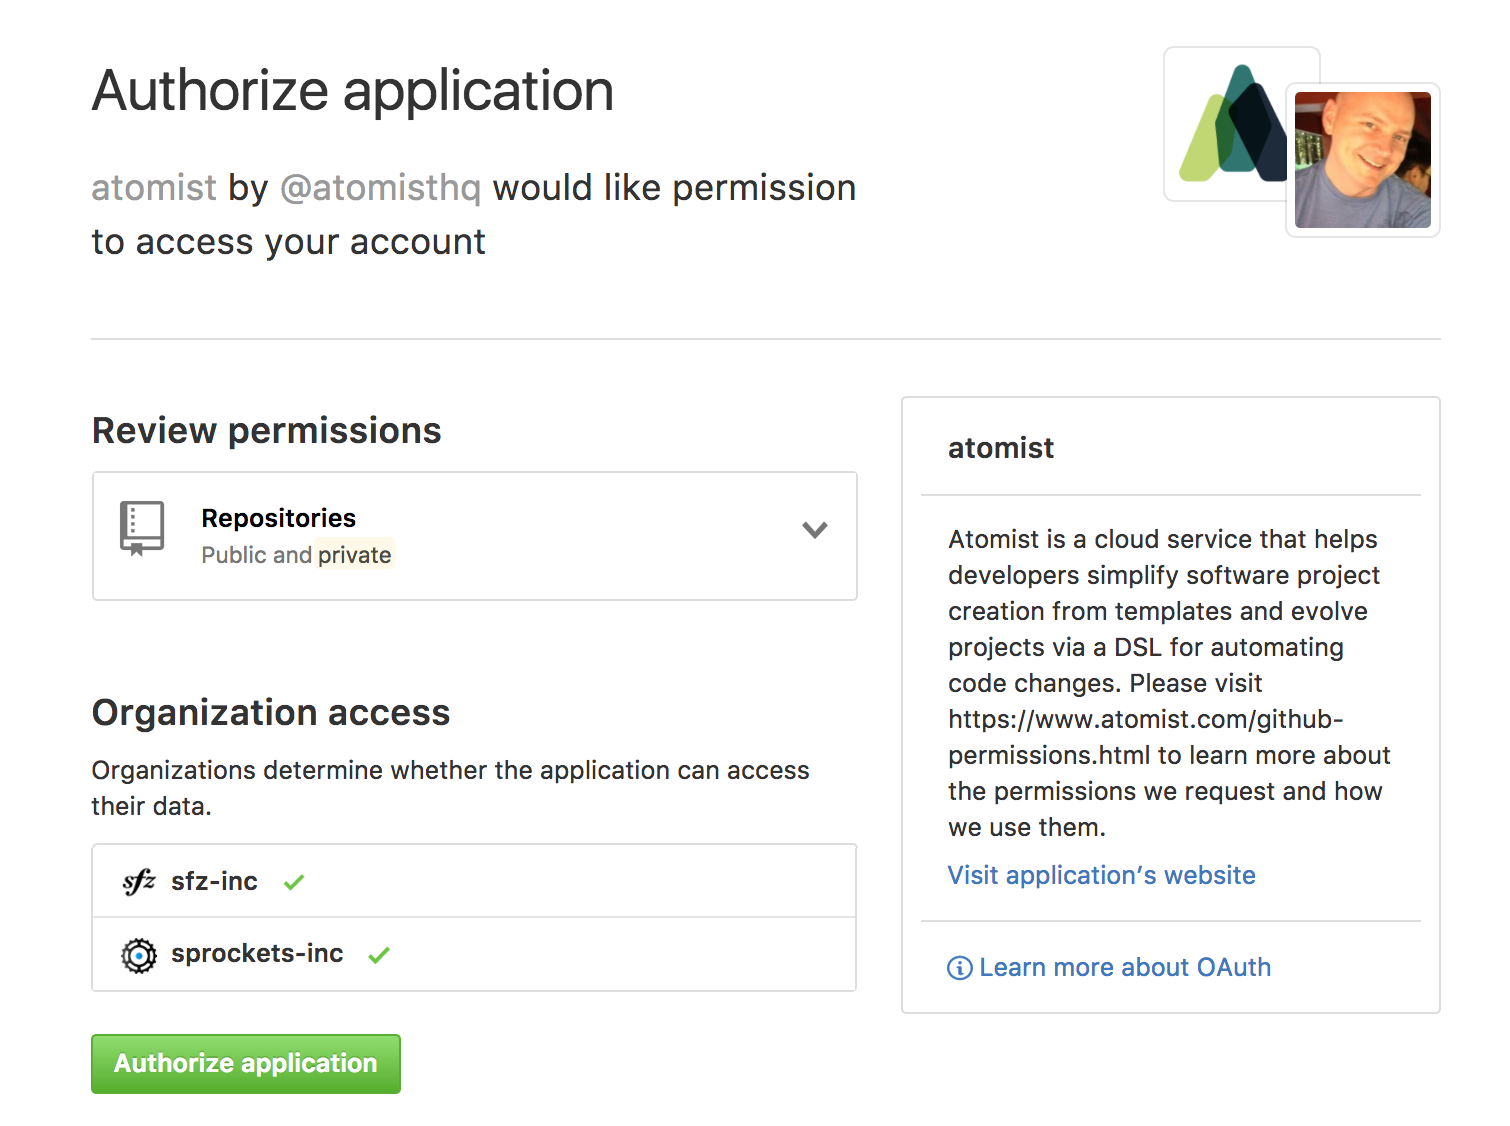 Authorize application
atomist by @atomisthq would like permission
to access your account
Review permissions
Repositories
Public and private
Organization access
Organizations determine whether the application can access
their data.
sfz sfz-inc
sprockets-inc
Authorize application
atomist
Atomist is a cloud service that helps
developers simplify software project
creation from templates and evolve
projects via a DSL for automating
code changes. Please visit
https://www.atomist.com/github-
permissions.html to learn more about
the permissions we request and how
we use them.
Visit application’s website
Learn more about OAuth